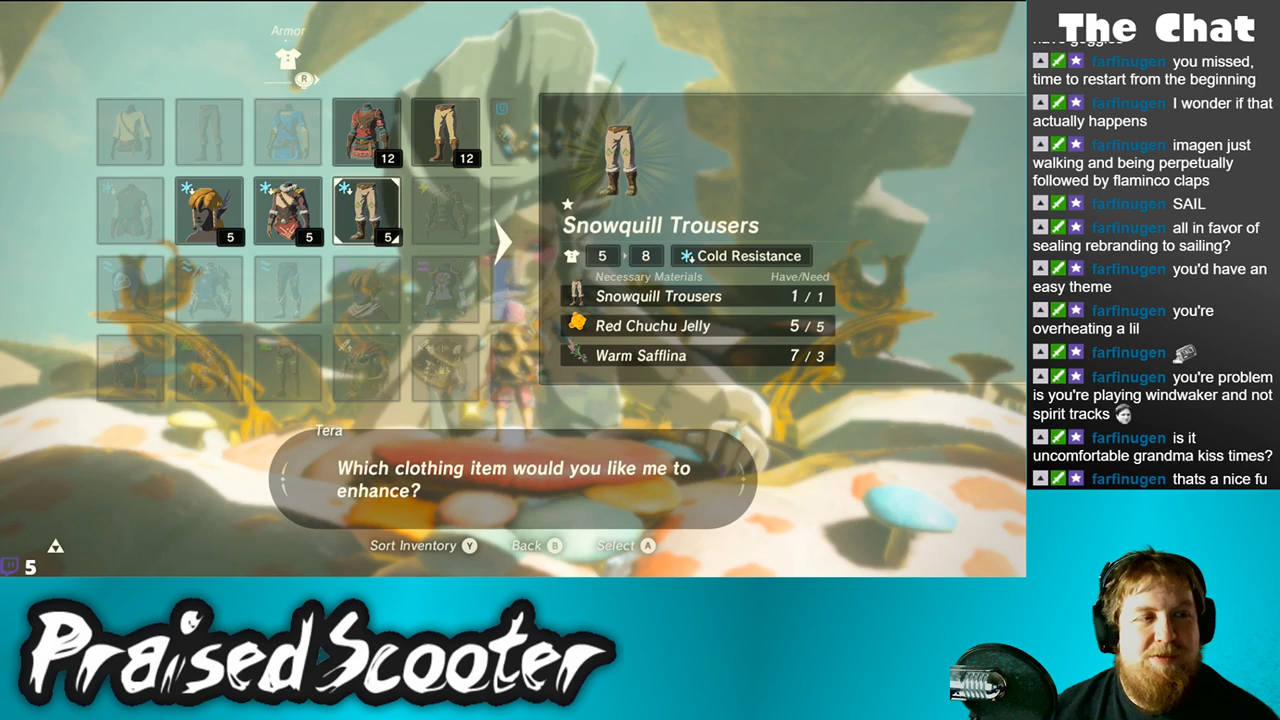 Armor
R
12
12
5
5
5
Snowquill Trousers
5 8 Cold Resistance
Necessary Materials Have/Need
Snowquill Trousers 1 / 1
Red Chuchu Jelly 5 / 5
Warm Safflina 7 / 3
Tera
Which clothing item would you like me to
enhance?
Sort Inventory Y Back B Select A
5
PraisedScooter
The Chat
farfinugen you missed,
time to restart from the beginning
farfinugen I wonder if that
actually happens
farfinugen imagen just
walking and being perpetually
followed by flaminco claps
farfinugen SAIL
farfinugen all in favor of
sealing rebranding to sailing?
farfinugen you'd have an
easy theme
farfinugen you're
overheating a lil
farfinugen
farfinugen you're problem
is you're playing windwaker and not
spirit tracks
farfinugen is it
uncomfortable grandma kiss times?
farfinugen thats a nice fu